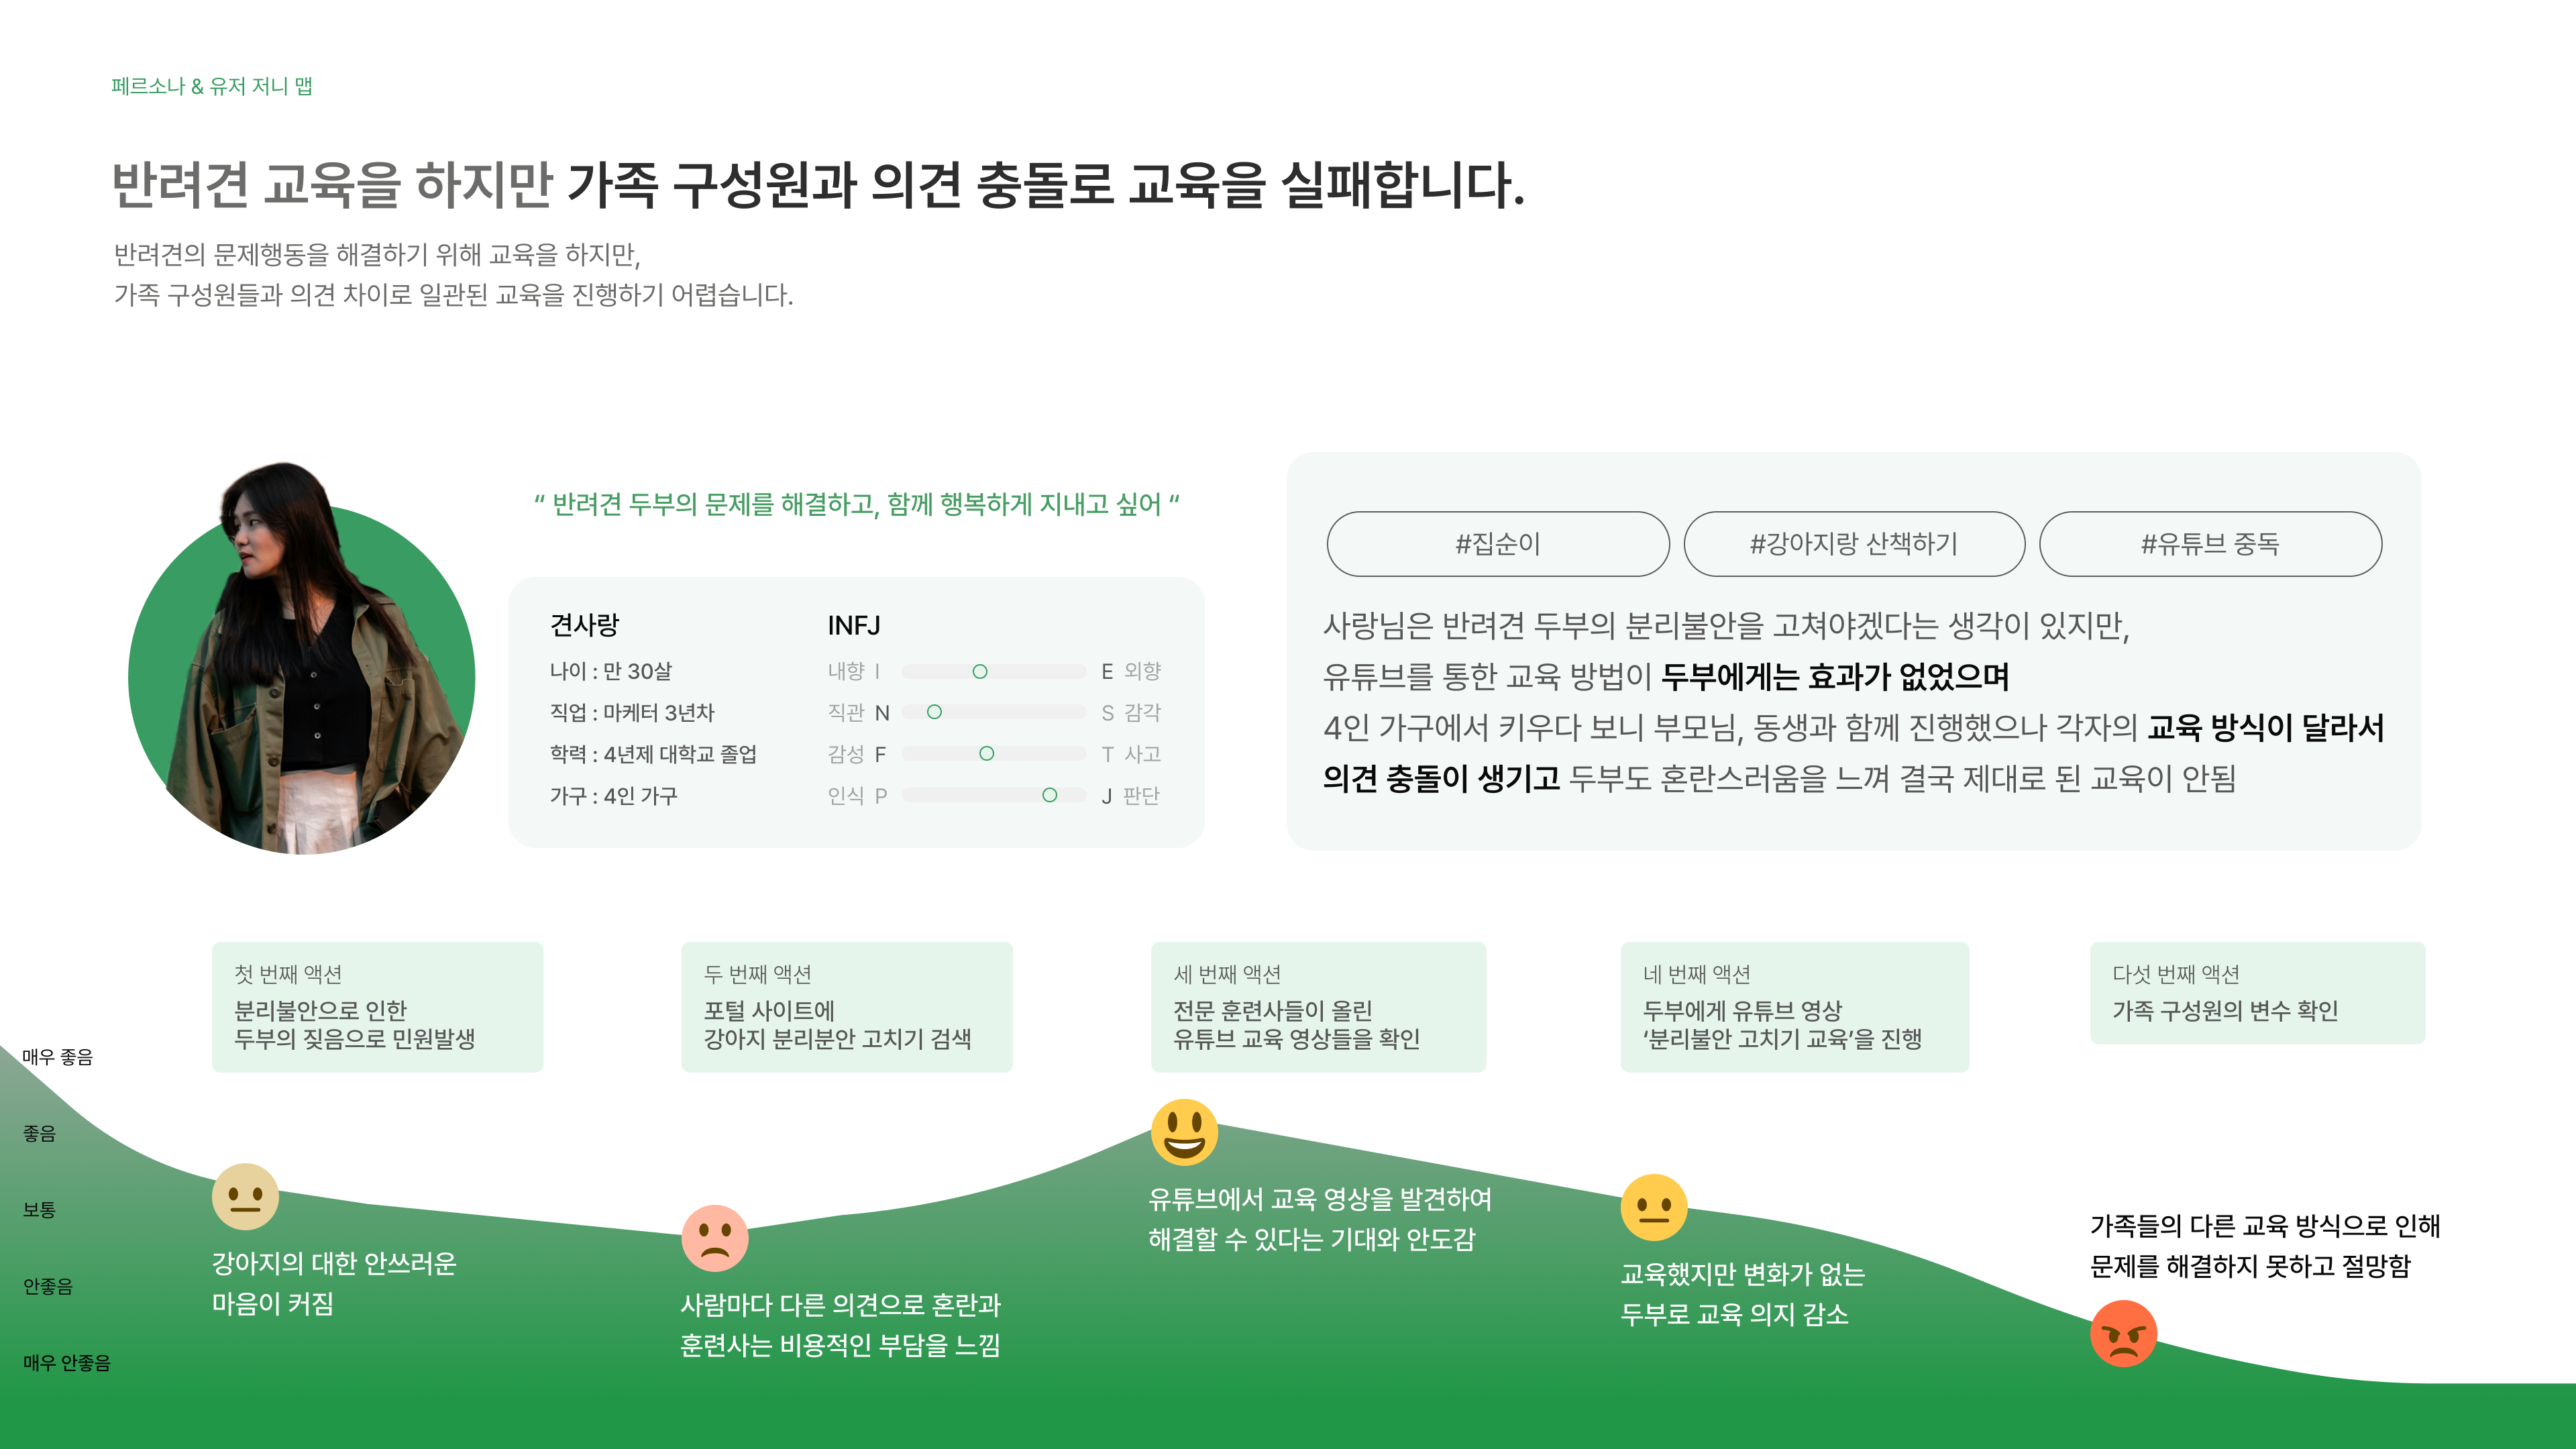 페르소나 & 유저 저니 맵
반려견 교육을 하지만 가족 구성원과 의견 충돌로 교육을 실패합니다.
반려견의 문제행동을 해결하기 위해 교육을 하지만,
가족 구성원들과 의견 차이로 일관된 교육을 진행하기 어렵습니다.
“ 반려견 두부의 문제를 해결하고, 함께 행복하게 지내고 싶어 “
견사랑
나이 : 만 30살
직업 : 마케터 3년차
학력 : 4년제 대학교 졸업
가구 : 4인 가구
INFJ
내향 I E 외향
직관 N S 감각
감성 F T 사고
인식 P J 판단
#집순이
#강아지랑 산책하기
#유튜브 중독
사랑님은 반려견 두부의 분리불안을 고쳐야겠다는 생각이 있지만,
유튜브를 통한 교육 방법이 두부에게는 효과가 없었으며
4인 가구에서 키우다 보니 부모님, 동생과 함께 진행했으나 각자의 교육 방식이 달라서
의견 충돌이 생기고 두부도 혼란스러움을 느껴 결국 제대로 된 교육이 안됨
첫 번째 액션
분리불안으로 인한
두부의 짖음으로 민원발생
두 번째 액션
포털 사이트에
강아지 분리분안 고치기 검색
세 번째 액션
전문 훈련사들이 올린
유튜브 교육 영상들을 확인
네 번째 액션
두부에게 유튜브 영상
‘분리불안 고치기 교육’을 진행
다섯 번째 액션
가족 구성원의 변수 확인
매우 좋음
좋음
보통
안좋음
매우 안좋음
강아지의 대한 안쓰러운
마음이 커짐
사람마다 다른 의견으로 혼란과
훈련사는 비용적인 부담을 느낌
유튜브에서 교육 영상을 발견하여
해결할 수 있다는 기대와 안도감
교육했지만 변화가 없는
두부로 교육 의지 감소
가족들의 다른 교육 방식으로 인해
문제를 해결하지 못하고 절망함